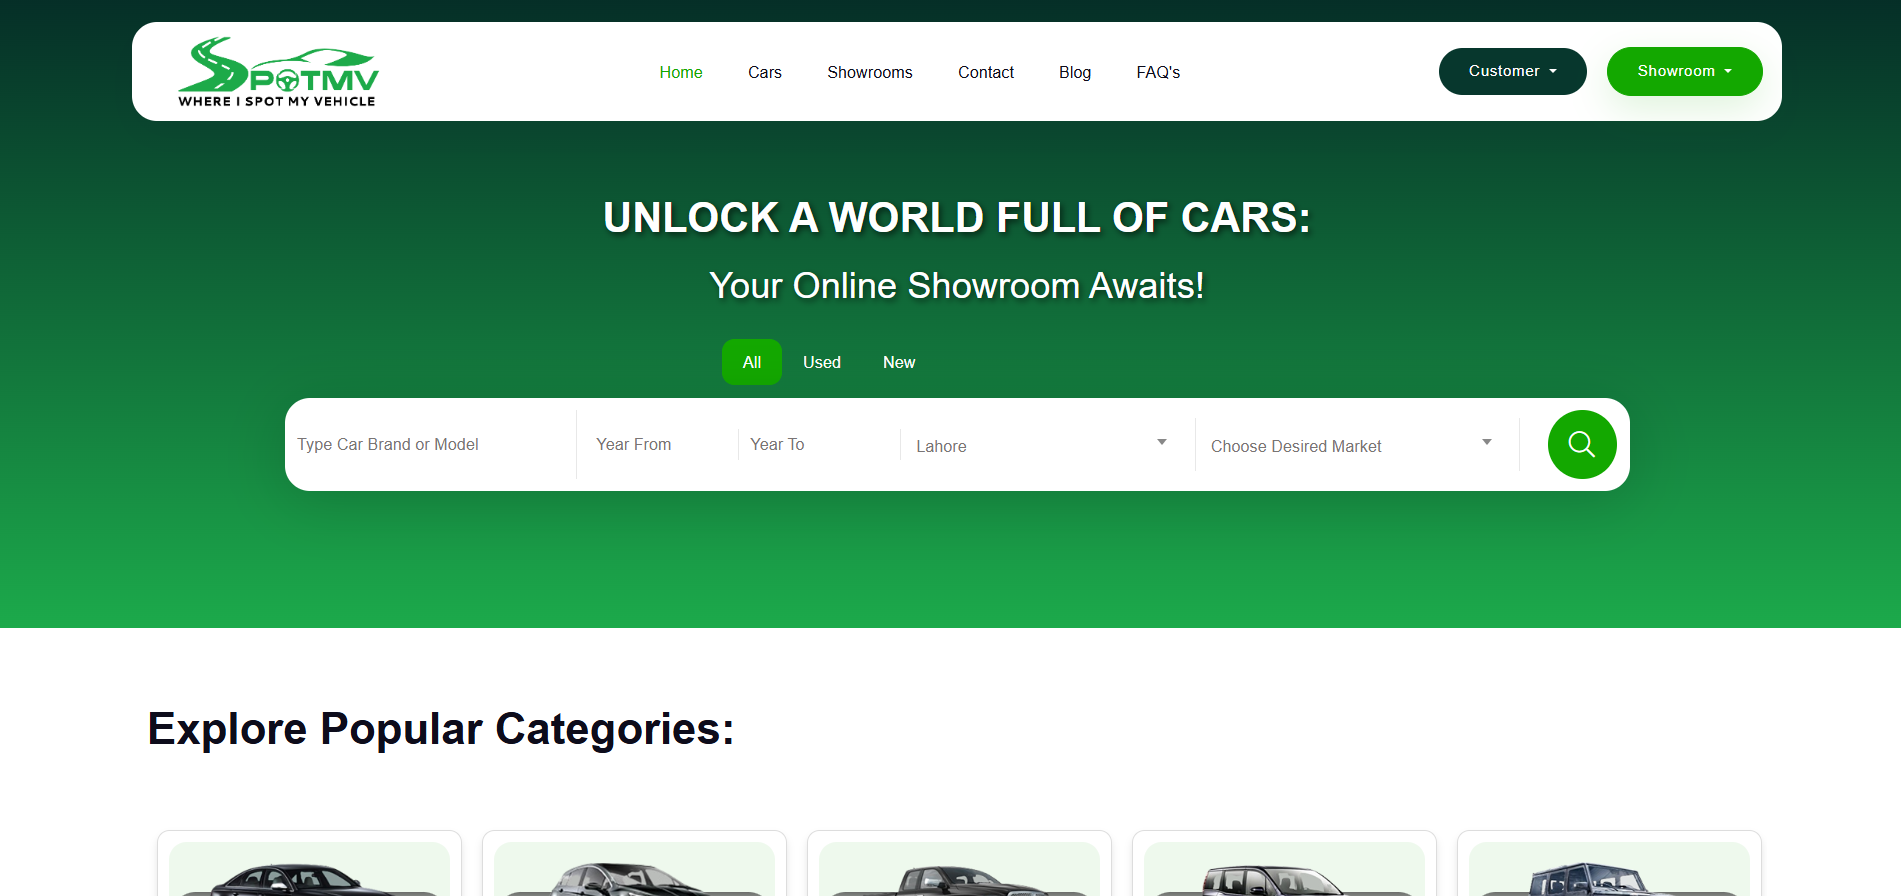 SPOTMV
WHERE I SPOT MY VEHICLE
Home
Cars
Showrooms
Contact
Blog
FAQ's
Customer
Showroom
UNLOCK A WORLD FULL OF CARS:
Your Online Showroom Awaits!
All
Used
New
Type Car Brand or Model
Year From
Year To
Lahore
Choose Desired Market
Explore Popular Categories: